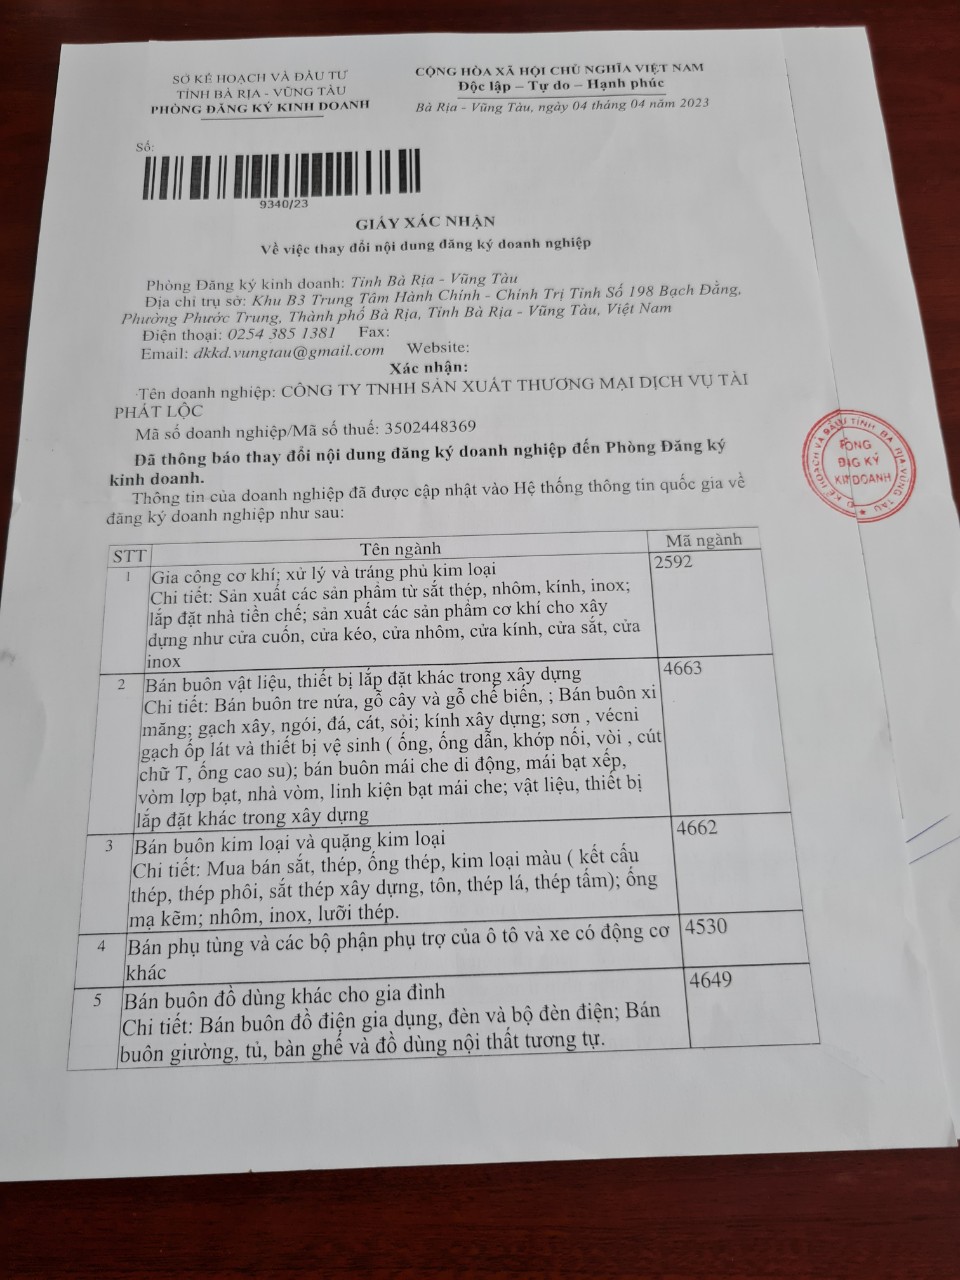 SỞ KẾ HOẠCH VÀ ĐẦU TƯ
TỈNH BÀ RỊA - VŨNG TÀU
PHÒNG ĐĂNG KÝ KINH DOANH
CỘNG HÒA XÃ HỘI CHỦ NGHĨA VIỆT NAM
Độc lập – Tự do – Hạnh phúc
Bà Rịa - Vũng Tàu, ngày 04 tháng 04 năm 2023
Số:
9340/23
GIẤY XÁC NHẬN
Về việc thay đổi nội dung đăng ký doanh nghiệp
Phòng Đăng ký kinh doanh: Tỉnh Bà Rịa - Vũng Tàu
Địa chỉ trụ sở: Khu B3 Trung Tâm Hành Chính - Chính Trị Tỉnh Số 198 Bạch Đằng,
Phường Phước Trung, Thành phố Bà Rịa, Tỉnh Bà Rịa - Vũng Tàu, Việt Nam
Điện thoại: 0254 385 1381 Fax:
Email: dkkd.vungtau@gmail.com Website:
Xác nhận:
Tên doanh nghiệp: CÔNG TY TNHH SẢN XUẤT THƯƠNG MẠI DỊCH VỤ TÀI
PHÁT LỘC
Mã số doanh nghiệp/Mã số thuế: 3502448369
Đã thông báo thay đổi nội dung đăng ký doanh nghiệp đến Phòng Đăng ký
kinh doanh.
Thông tin của doanh nghiệp đã được cập nhật vào Hệ thống thông tin quốc gia về
đăng ký doanh nghiệp như sau:
PHÒNG
ĐĂNG KÝ
KINH DOANH
STT Tên ngành Mã ngành
1 Gia công cơ khí; xử lý và tráng phủ kim loại 2592
Chi tiết: Sản xuất các sản phẩm từ sắt thép, nhôm, kính, inox;
lắp đặt nhà tiền chế; sản xuất các sản phẩm cơ khí cho xây
dựng như cửa cuốn, cửa kéo, cửa nhôm, cửa kính, cửa sắt, cửa
inox
2 Bán buôn vật liệu, thiết bị lắp đặt khác trong xây dựng 4663
Chi tiết: Bán buôn tre nứa, gỗ cây và gỗ chế biến, ; Bán buôn xi
măng; gạch xây, ngói, đá, cát, sỏi; kính xây dựng; sơn , vécni
gạch ốp lát và thiết bị vệ sinh ( ống, ống dẫn, khớp nối, vòi , cút
chữ T, ống cao su); bán buôn mái che di động, mái bạt xếp,
vòm lợp bạt, nhà vòm, linh kiện bạt mái che; vật liệu, thiết bị
lắp đặt khác trong xây dựng
3 Bán buôn kim loại và quặng kim loại 4662
Chi tiết: Mua bán sắt, thép, ống thép, kim loại màu ( kết cấu
thép, thép phôi, sắt thép xây dựng, tôn, thép lá, thép tấm); ống
mạ kẽm; nhôm, inox, lưỡi thép.
4 Bán phụ tùng và các bộ phận phụ trợ của ô tô và xe có động cơ 4530
khác
5 Bán buôn đồ dùng khác cho gia đình 4649
Chi tiết: Bán buôn đồ điện gia dụng, đèn và bộ đèn điện; Bán
buôn giường, tủ, bàn ghế và đồ dùng nội thất tương tự.